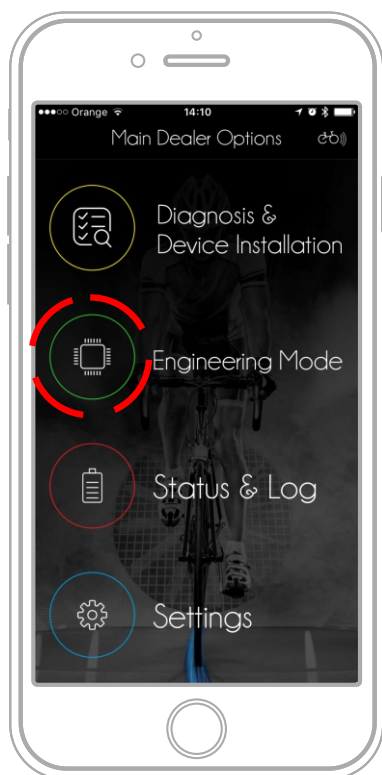 Orange 14:10
Main Dealer Options
Diagnosis &
Device Installation
Engineering Mode
Status & Log
Settings